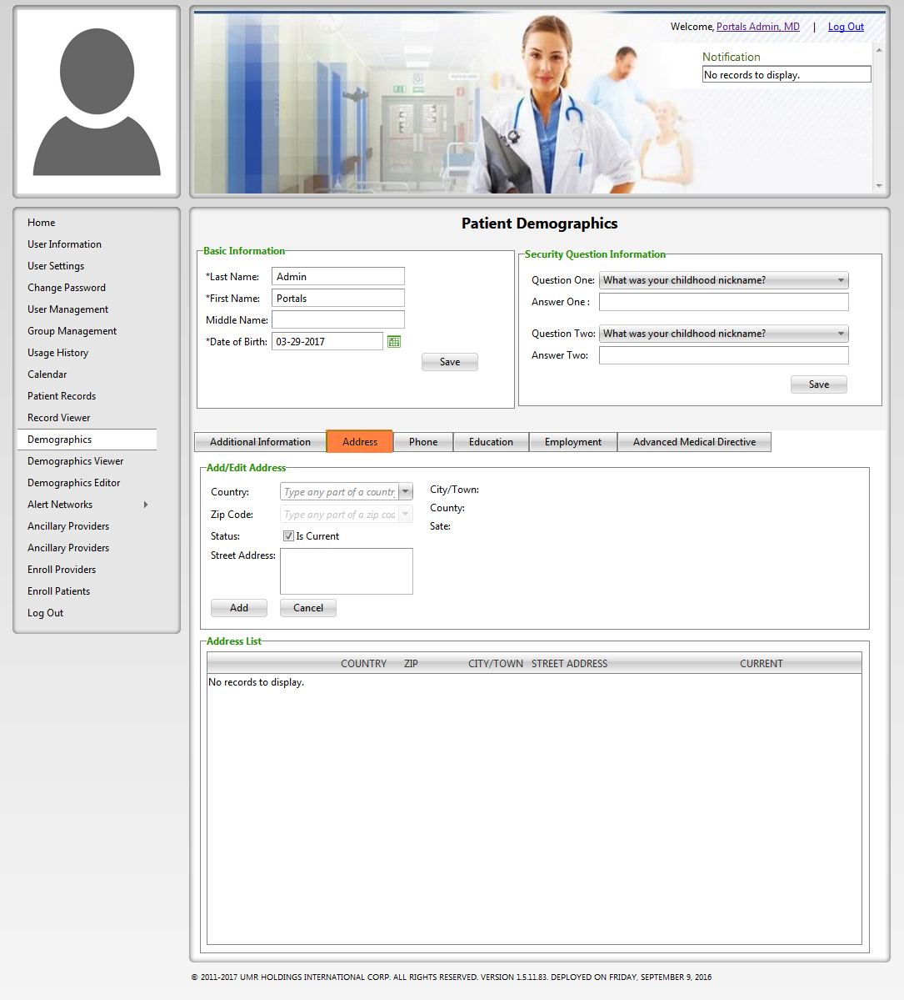 Welcome, Portals Admin, MD | Log Out
Notification
No records to display.
Home
User Information
User Settings
Change Password
User Management
Group Management
Usage History
Calendar
Patient Records
Record Viewer
Demographics
Demographics Viewer
Demographics Editor
Alert Networks
Ancillary Providers
Ancillary Providers
Enroll Providers
Enroll Patients
Log Out
Patient Demographics
Basic Information
*Last Name: Admin
*First Name: Portals
Middle Name:
*Date of Birth: 03-29-2017
Save
Security Question Information
Question One: What was your childhood nickname?
Answer One :
Question Two: What was your childhood nickname?
Answer Two:
Save
Additional Information Address Phone Education Employment Advanced Medical Directive
Add/Edit Address
Country: Type any part of a countr
Zip Code: Type any part of a zip coc
Status: Is Current
Street Address:
City/Town:
County:
Sate:
Add Cancel
Address List
COUNTRY ZIP CITY/TOWN STREET ADDRESS CURRENT
No records to display.
© 2011-2017 UMR HOLDINGS INTERNATIONAL CORP. ALL RIGHTS RESERVED. VERSION 1.5.11.83. DEPLOYED ON FRIDAY, SEPTEMBER 9, 2016